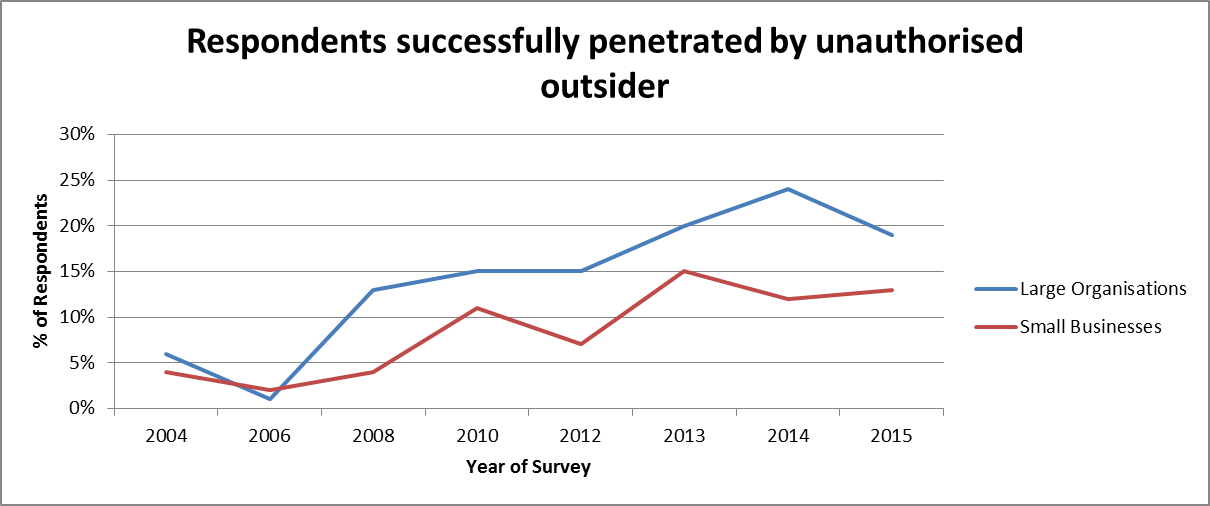 Respondents successfully penetrated by unauthorised
outsider
30%
25%
20%
15%
10%
5%
0%
% of Respondents
2004 2006 2008 2010 2012 2013 2014 2015
Year of Survey
Large Organisations
Small Businesses